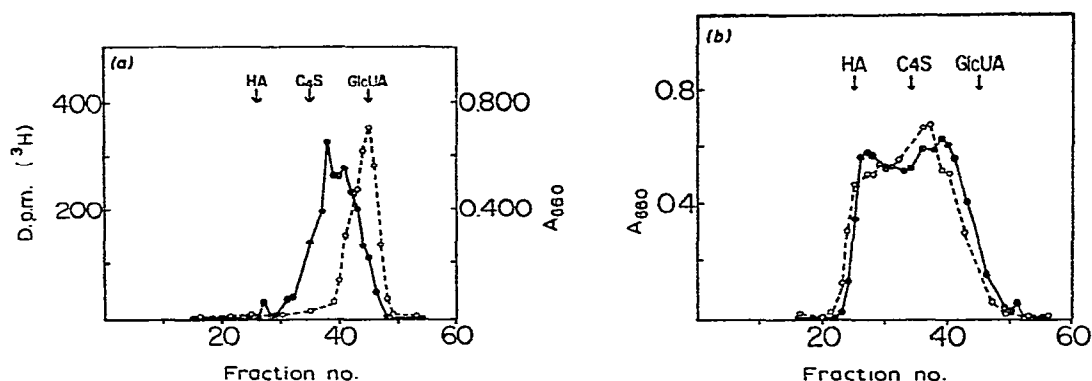 (a)
HA C4S GlcUA
400
200
D.p.m. (³H)
0.800
0.400
A660
20 40 60
Fraction no.
(b)
HA C4S GlcUA
0.8
0.4
A660
20 40 60
Fraction no.